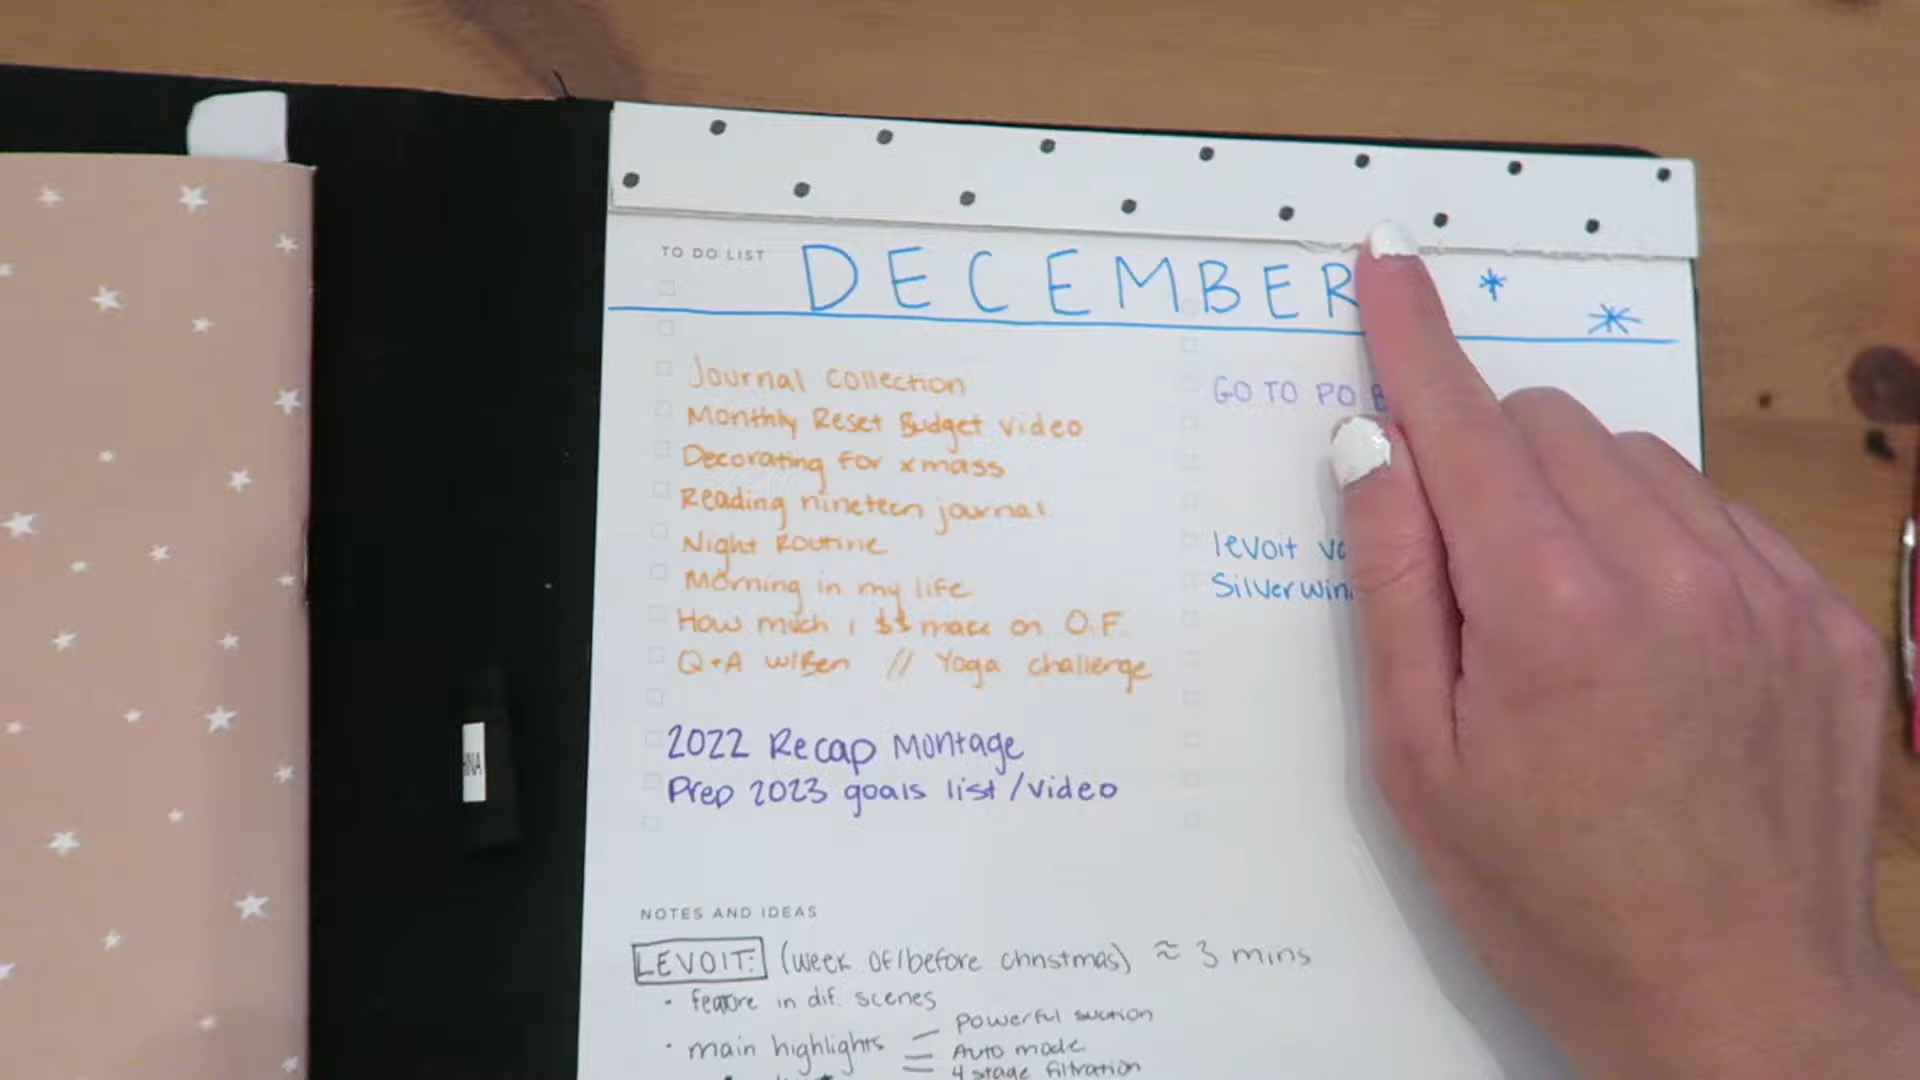 TO DO LIST
DECEMBER
Journal Collection
Monthly Reset Budget Video
Decorating for xmass
Reading nineteen journal
Night Routine
Morning in my life
How much I $$ make on O.F.
Q+A w/Ben // Yoga challenge
2022 Recap Montage
Prep 2023 goals list/video
GO TO PO
levoit
NOTES AND IDEAS
LEVOIT: (week of/before christmas) ≈ 3 mins
• feature in dif. scenes
• main highlights
Powerful suction
Auto mode
4 stage filtration